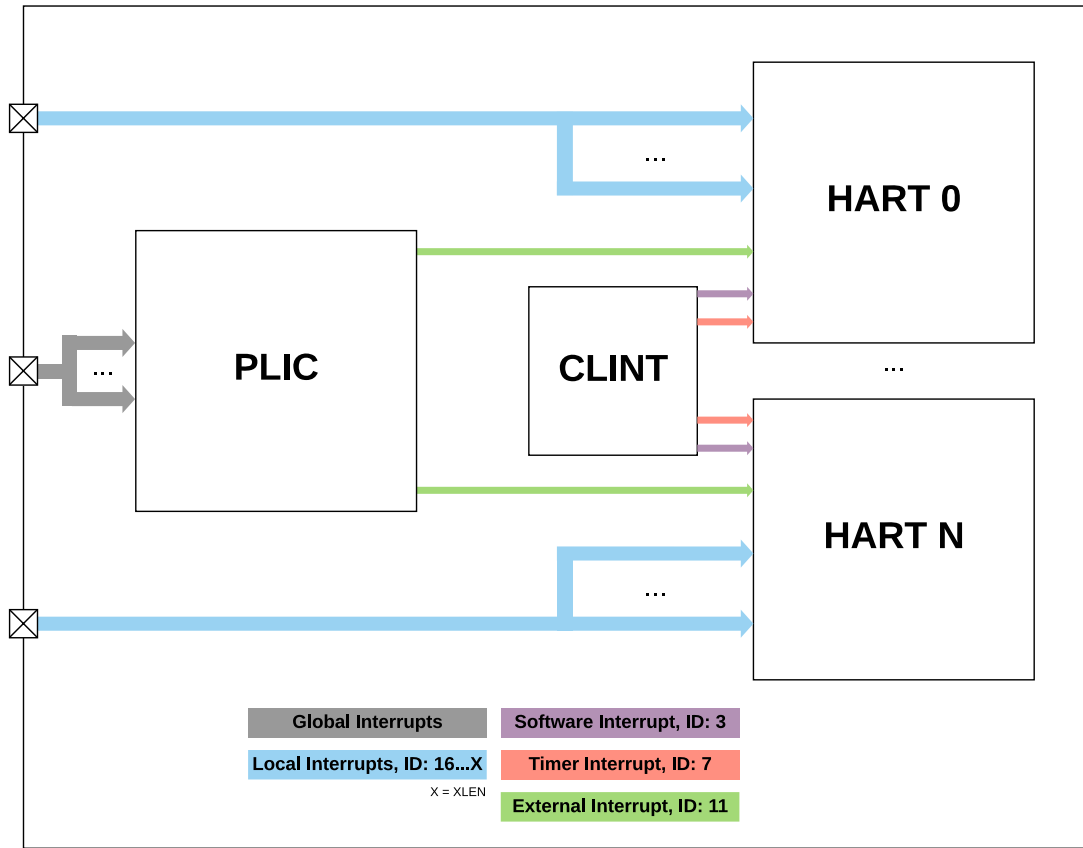 ...
HART 0
PLIC
...
CLINT
...
HART N
...
Global Interrupts
Software Interrupt, ID: 3
Local Interrupts, ID: 16...X
Timer Interrupt, ID: 7
X = XLEN
External Interrupt, ID: 11